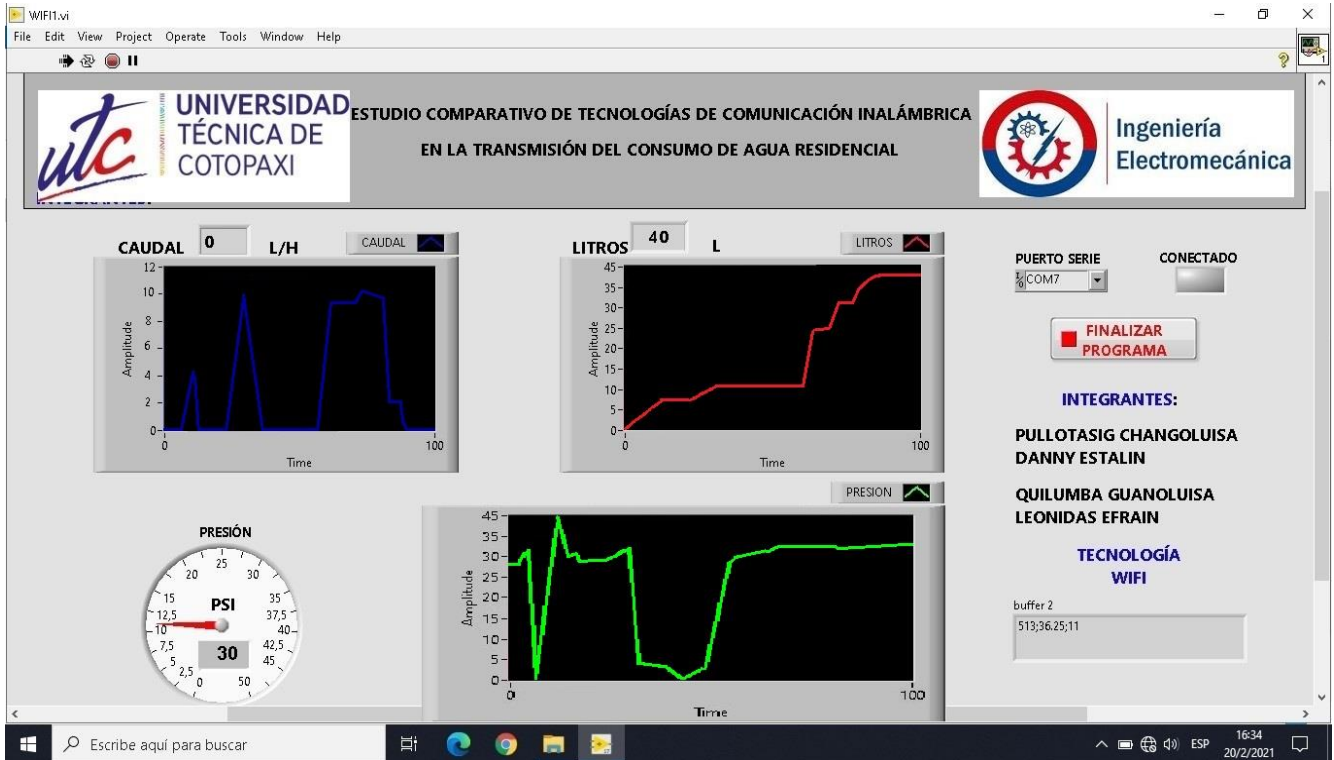 WIFI1.vi
File Edit View Project Operate Tools Window Help
1
utc
UNIVERSIDAD
TÉCNICA DE
COTOPAXI
ESTUDIO COMPARATIVO DE TECNOLOGÍAS DE COMUNICACIÓN INALÁMBRICA
EN LA TRANSMISIÓN DEL CONSUMO DE AGUA RESIDENCIAL
Ingeniería
Electromecánica
INTEGRANTES:
CAUDAL 0 L/H CAUDAL
12
10
8
6
4
2
0
Amplitude
0 100
Time
LITROS 40 L LITROS
45
35
30
25
20
15
10
5
0
Amplitude
0 100
Time
PUERTO SERIE CONECTADO
I/O COM7
FINALIZAR
PROGRAMA
INTEGRANTES:
PULLOTASIG CHANGOLUISA
DANNY ESTALIN
QUILUMBA GUANOLUISA
LEONIDAS EFRAIN
TECNOLOGÍA
WIFI
buffer 2
513;36.25;11
PRESIÓN
25
20 30
15 35
12,5 37,5
10 40
7,5 42,5
5 45
2,5
0 50
PSI
30
PRESION
45
35
30
25
20
15
10
5
0
Amplitude
0 100
Time
Escribe aquí para buscar
ESP
16:34
20/2/2021